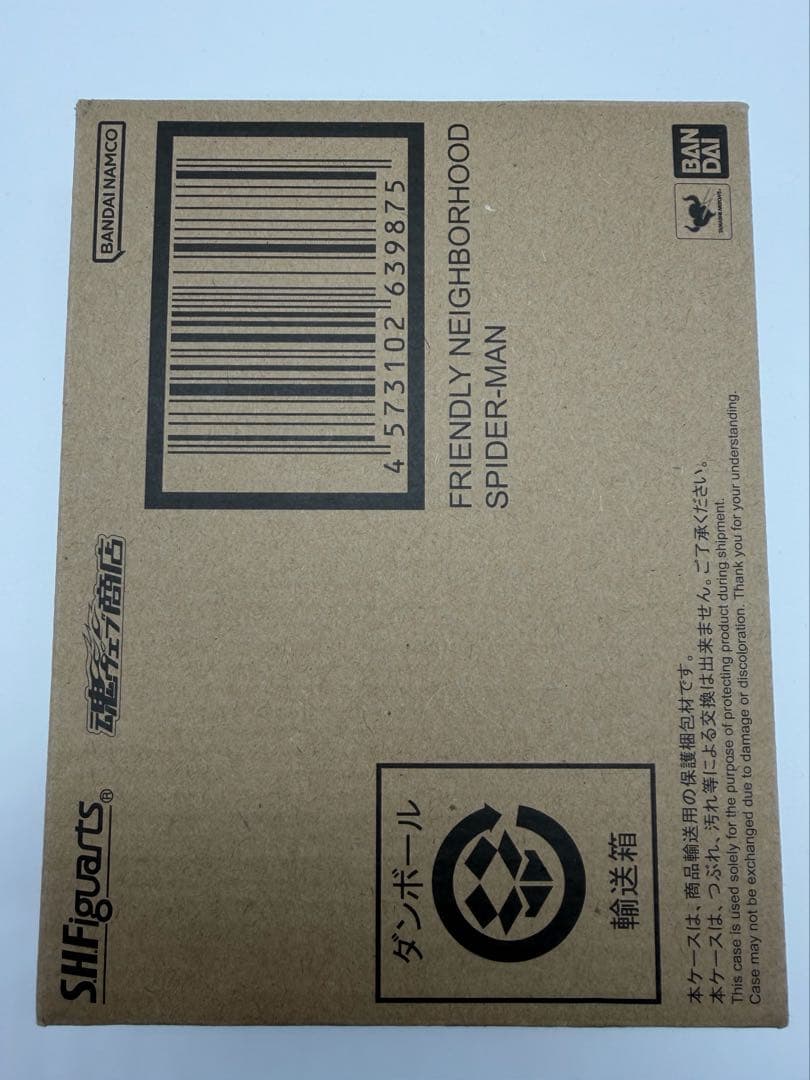 S.H.Figuarts®
魂ウェブ商店
BANDAI NAMCO
4 573102 639875
FRIENDLY NEIGHBORHOOD
SPIDER-MAN
ダンボール
輸送箱
BAN
DAI
TAMASHII NATIONS
本ケースは、商品輸送用の保護梱包材です。
本ケースは、つぶれ、汚れ等による交換は出来ません。ご了承ください。
This case is used solely for the purpose of protecting product during shipment.
Case may not be exchanged due to damage or discoloration. Thank you for your understanding.